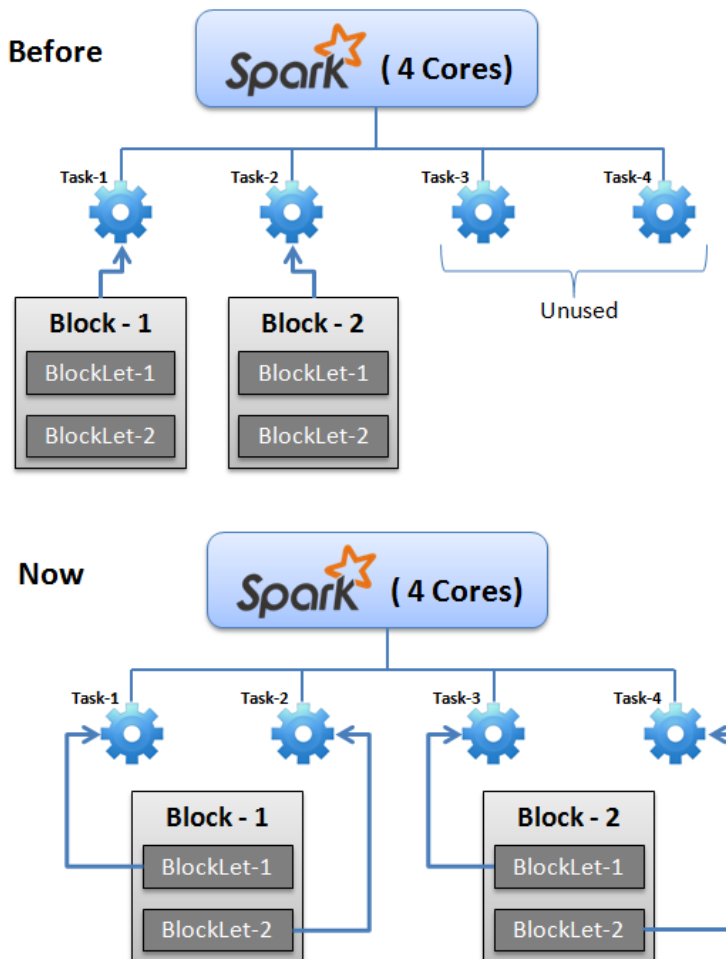 Before
Spark ( 4 Cores)
Task-1
Task-2
Task-3
Task-4
Unused
Block - 1
BlockLet-1
BlockLet-2
Block - 2
BlockLet-1
BlockLet-2
Now
Spark ( 4 Cores)
Task-1
Task-2
Task-3
Task-4
Block - 1
BlockLet-1
BlockLet-2
Block - 2
BlockLet-1
BlockLet-2